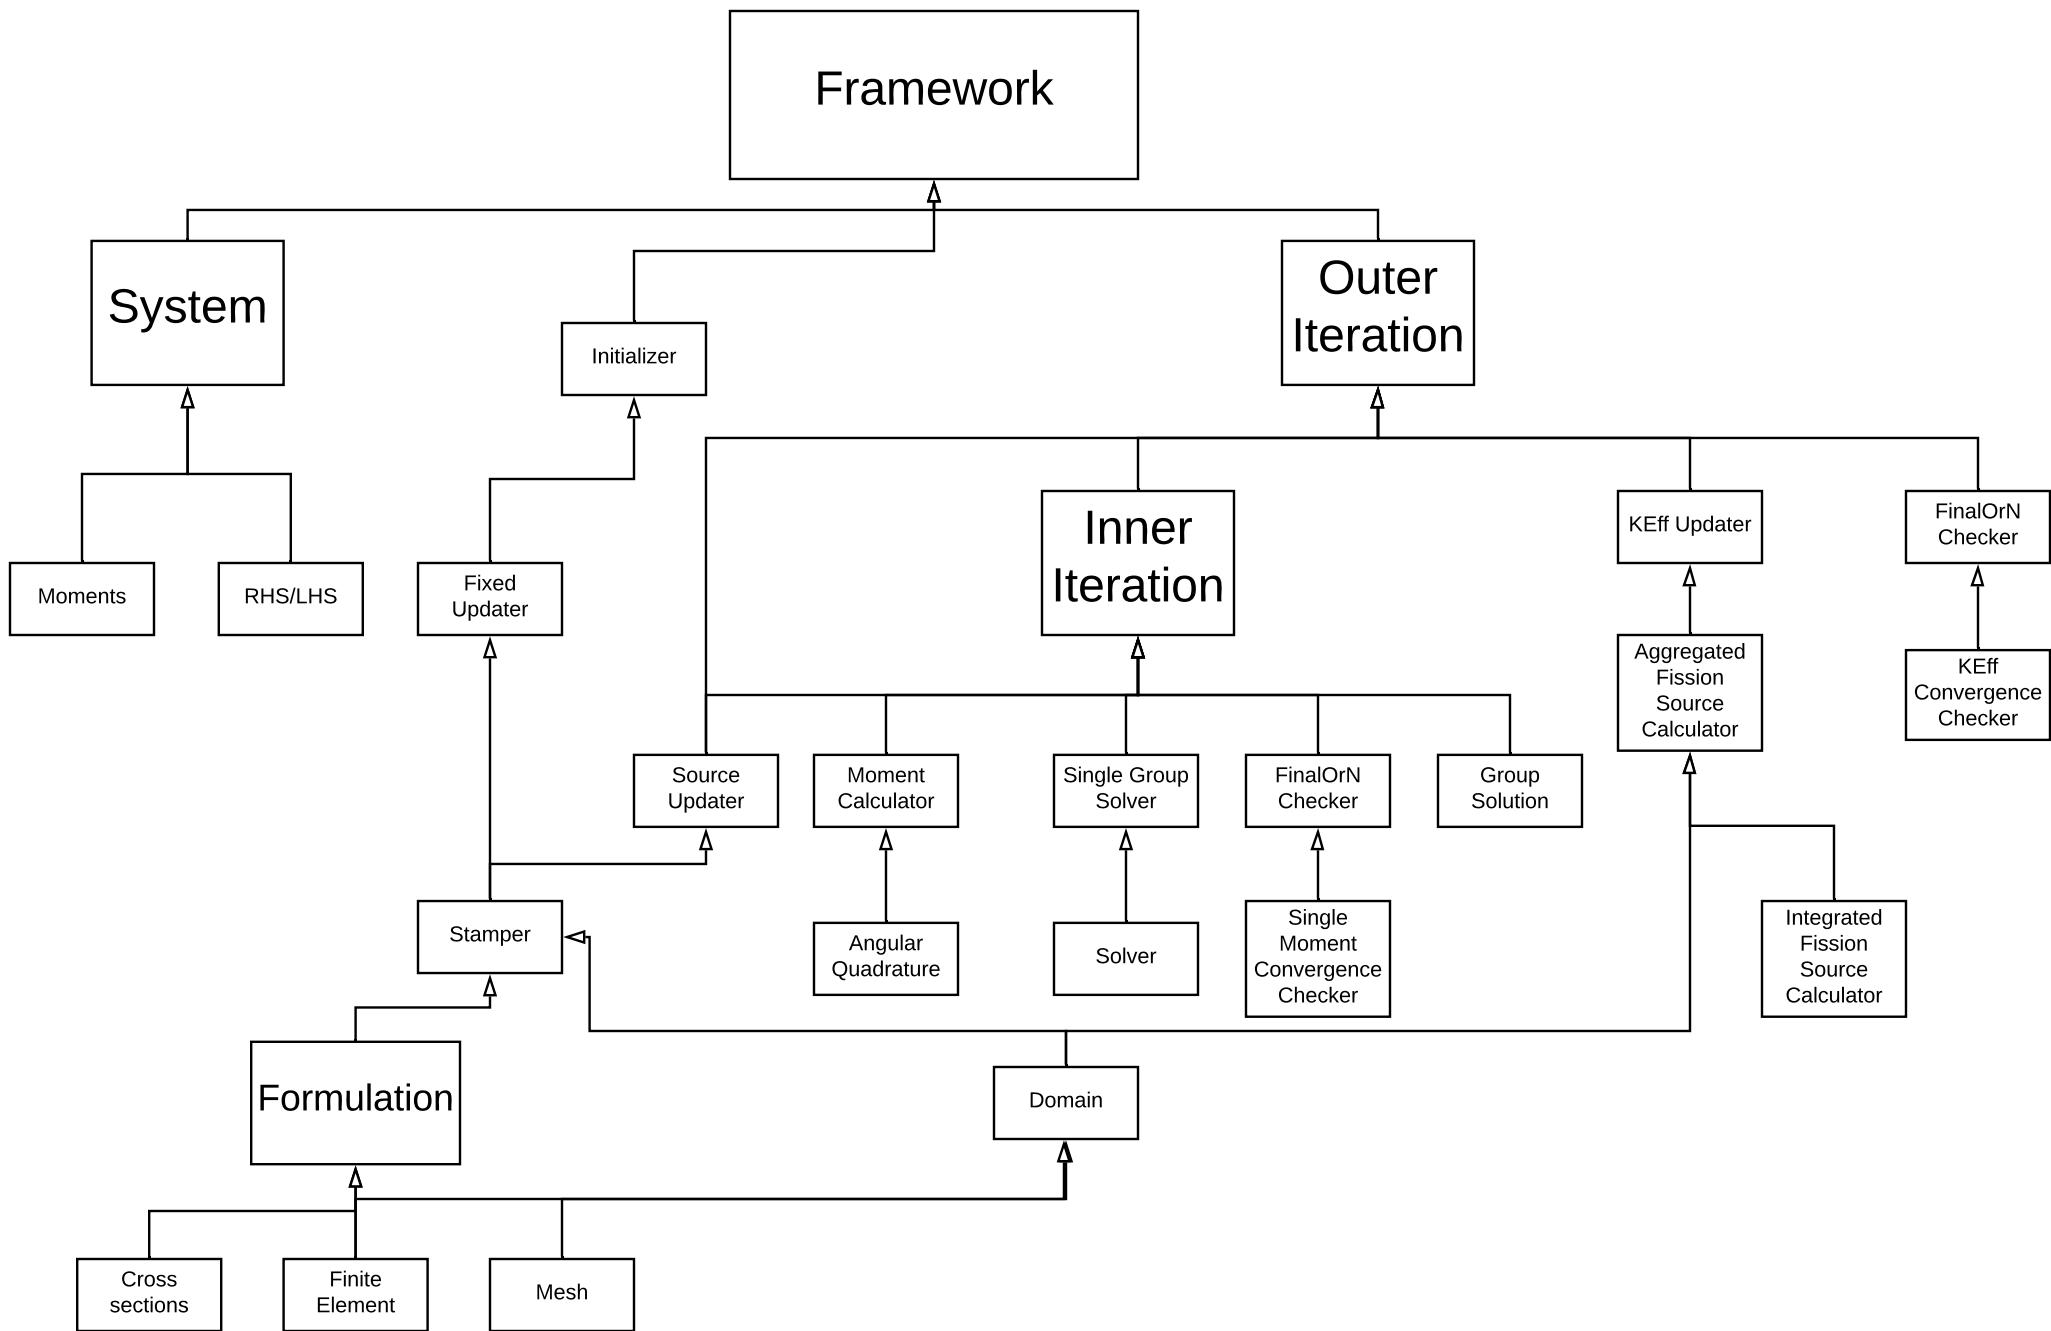 Framework
System
Initializer
Outer
Iteration
Moments
RHS/LHS
Fixed
Updater
Inner
Iteration
KEff Updater
FinalOrN
Checker
Aggregated
Fission
Source
Calculator
KEff
Convergence
Checker
Source
Updater
Moment
Calculator
Single Group
Solver
FinalOrN
Checker
Group
Solution
Stamper
Angular
Quadrature
Solver
Single
Moment
Convergence
Checker
Integrated
Fission
Source
Calculator
Formulation
Domain
Cross
sections
Finite
Element
Mesh